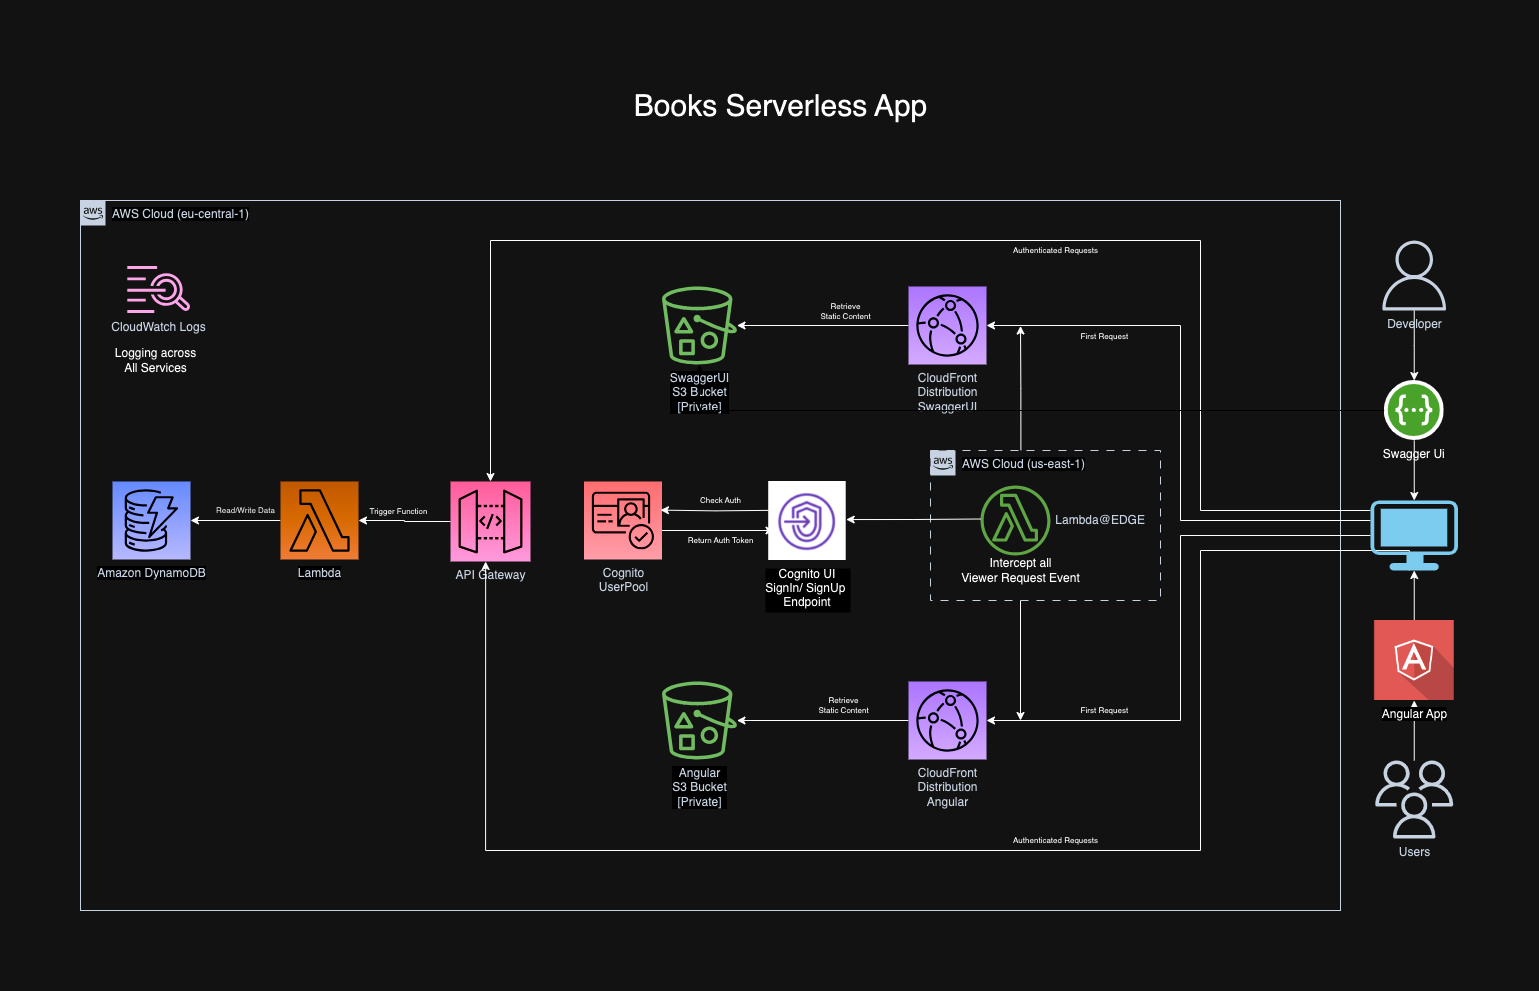 Books Serverless App
aws
AWS Cloud (eu-central-1)
Authenticated Requests
CloudWatch Logs
Logging across
All Services
Retrieve
Static Content
First Request
Developer
SwaggerUI
S3 Bucket
[Private]
CloudFront
Distribution
SwaggerUI
Swagger Ui
aws
AWS Cloud (us-east-1)
Read/Write Data
Trigger Function
Check Auth
Return Auth Token
Lambda@EDGE
Intercept all
Viewer Request Event
Amazon DynamoDB
Lambda
API Gateway
Cognito
UserPool
Cognito UI
SignIn/ SignUp
Endpoint
Retrieve
Static Content
First Request
Angular App
Angular
S3 Bucket
[Private]
CloudFront
Distribution
Angular
Authenticated Requests
Users